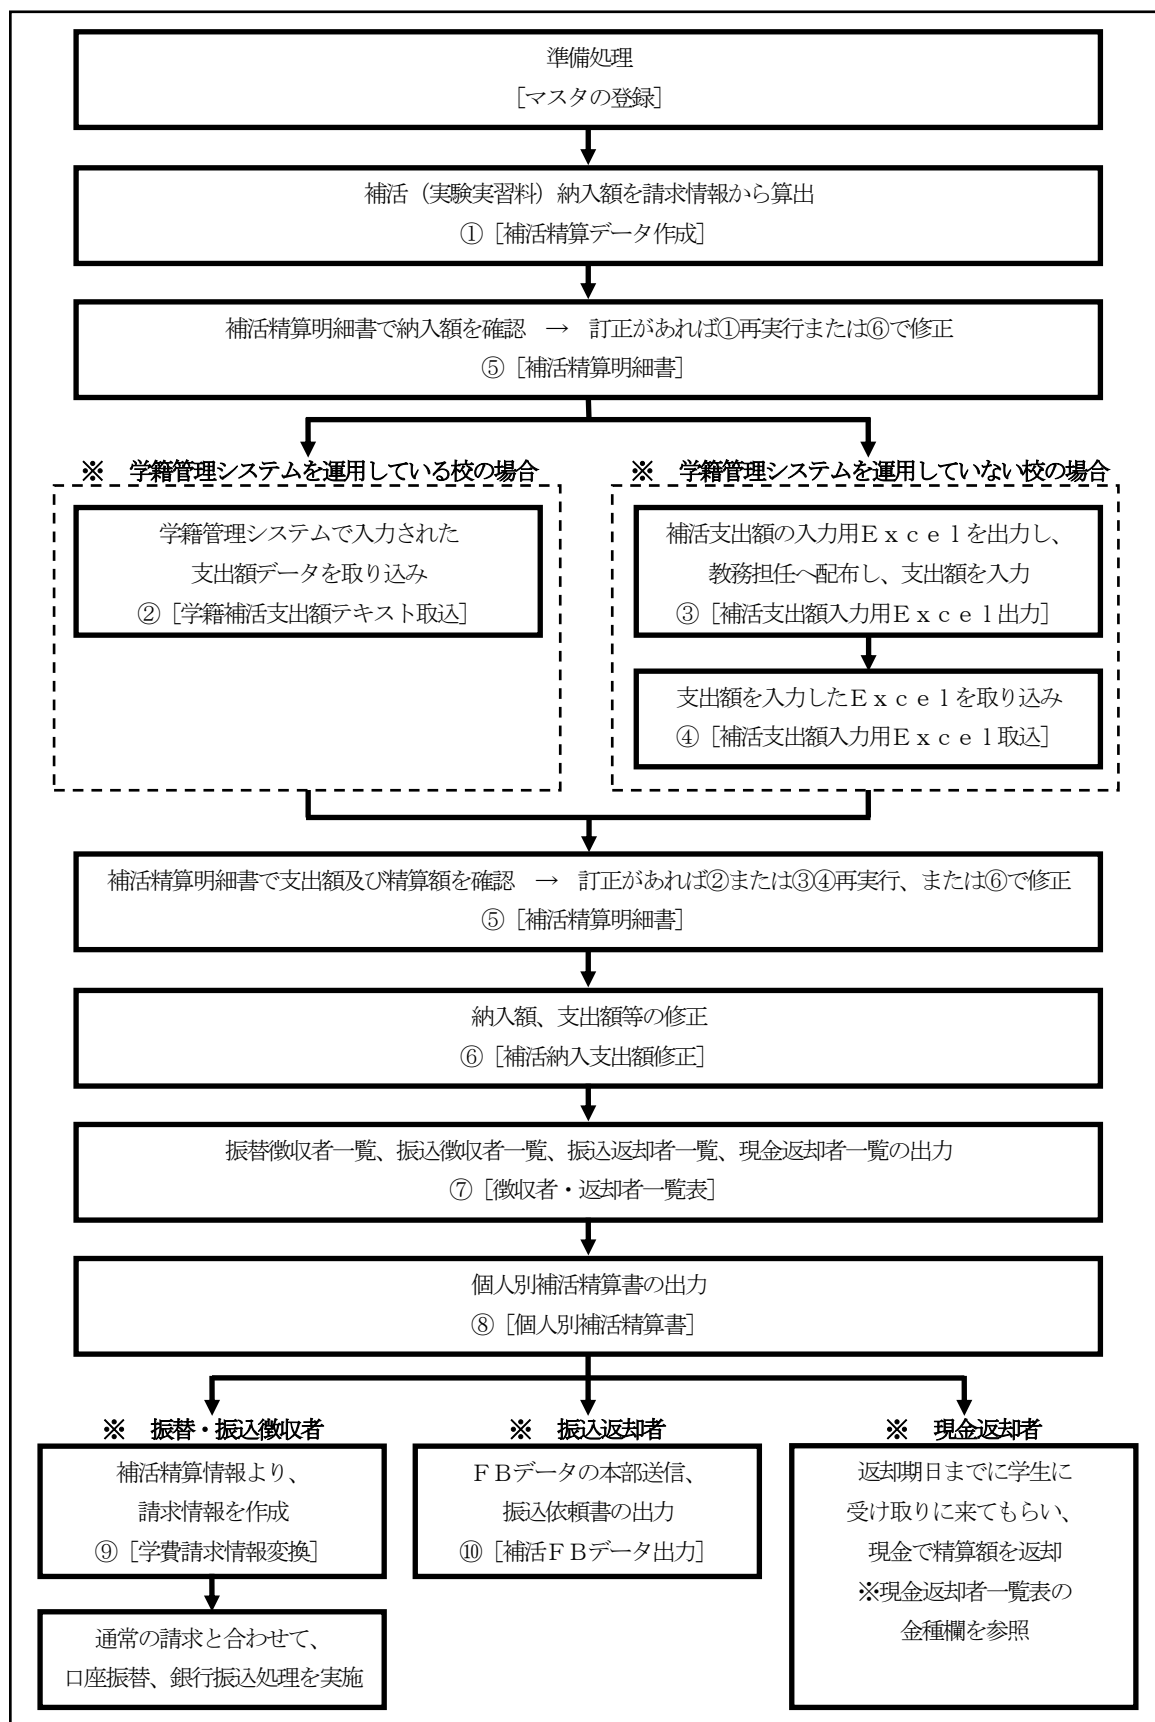 準備処理
［マスタの登録］
補活（実験実習料）納入額を請求情報から算出
①［補活精算データ作成］
補活精算明細書で納入額を確認　→　訂正があれば①再実行または⑥で修正
⑤［補活精算明細書］
※　学籍管理システムを運用している校の場合
学籍管理システムで入力された
支出額データを取り込み
②［学籍補活支出額テキスト取込］
※　学籍管理システムを運用していない校の場合
補活支出額の入力用Ｅｘｃｅｌを出力し、
教務担任へ配布し、支出額を入力
③［補活支出額入力用Ｅｘｃｅｌ出力］
支出額を入力したＥｘｃｅｌを取り込み
④［補活支出額入力用Ｅｘｃｅｌ取込］
補活精算明細書で支出額及び精算額を確認　→　訂正があれば②または③④再実行、または⑥で修正
⑤［補活精算明細書］
納入額、支出額等の修正
⑥［補活納入支出額修正］
振替徴収者一覧、振込徴収者一覧、振込返却者一覧、現金返却者一覧の出力
⑦［徴収者・返却者一覧表］
個人別補活精算書の出力
⑧［個人別補活精算書］
※　振替・振込徴収者
補活精算情報より、
請求情報を作成
⑨［学費請求情報変換］
通常の請求と合わせて、
口座振替、銀行振込処理を実施
※　振込返却者
ＦＢデータの本部送信、
振込依頼書の出力
⑩［補活ＦＢデータ出力］
※　現金返却者
返却期日までに学生に
受け取りに来てもらい、
現金で精算額を返却
※現金返却者一覧表の
金種欄を参照